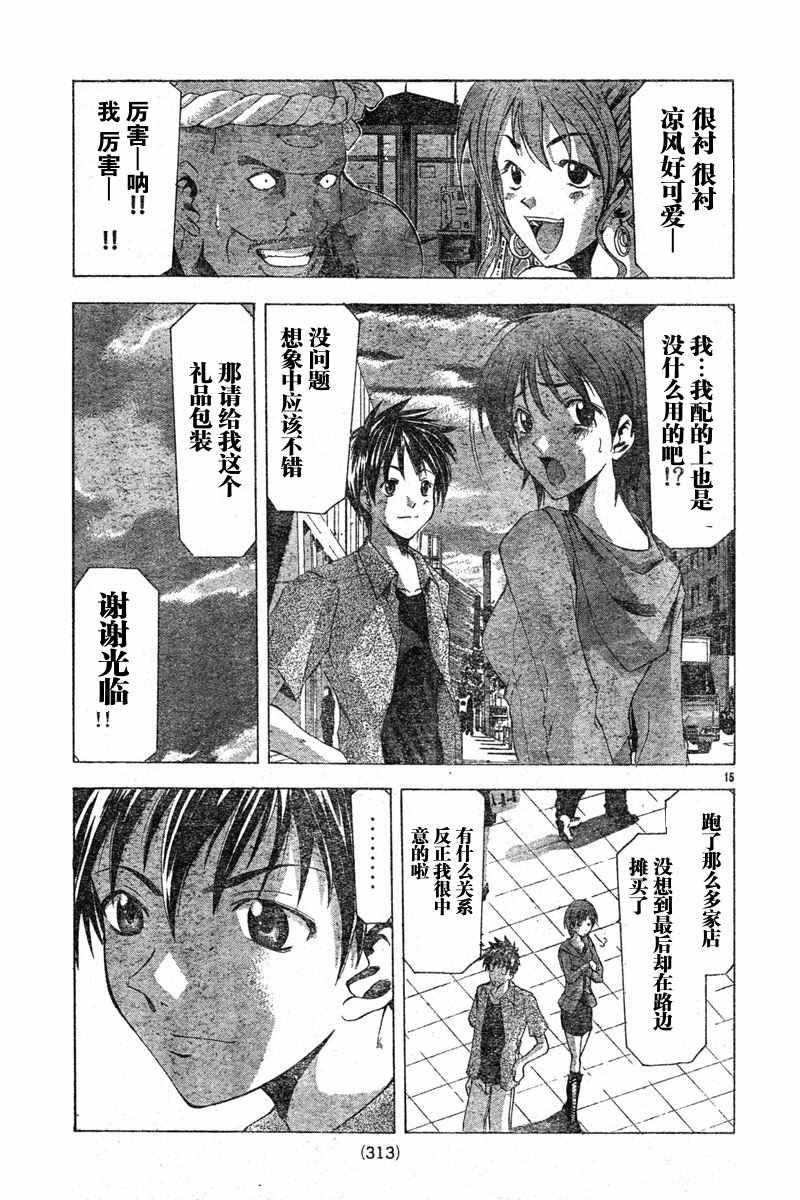 很衬 很衬
凉风好可爱—
厉害—呐!!
我 厉害— !!
我…我配的上也是
没什么用的吧!?
没问题
想象中应该不错
那请给我这个
礼品包装
谢谢光临
!!
15
跑了那么多家店
没想到最后却在路边
摊买了
有什么关系
反正我很中
意的啦
………
(313)